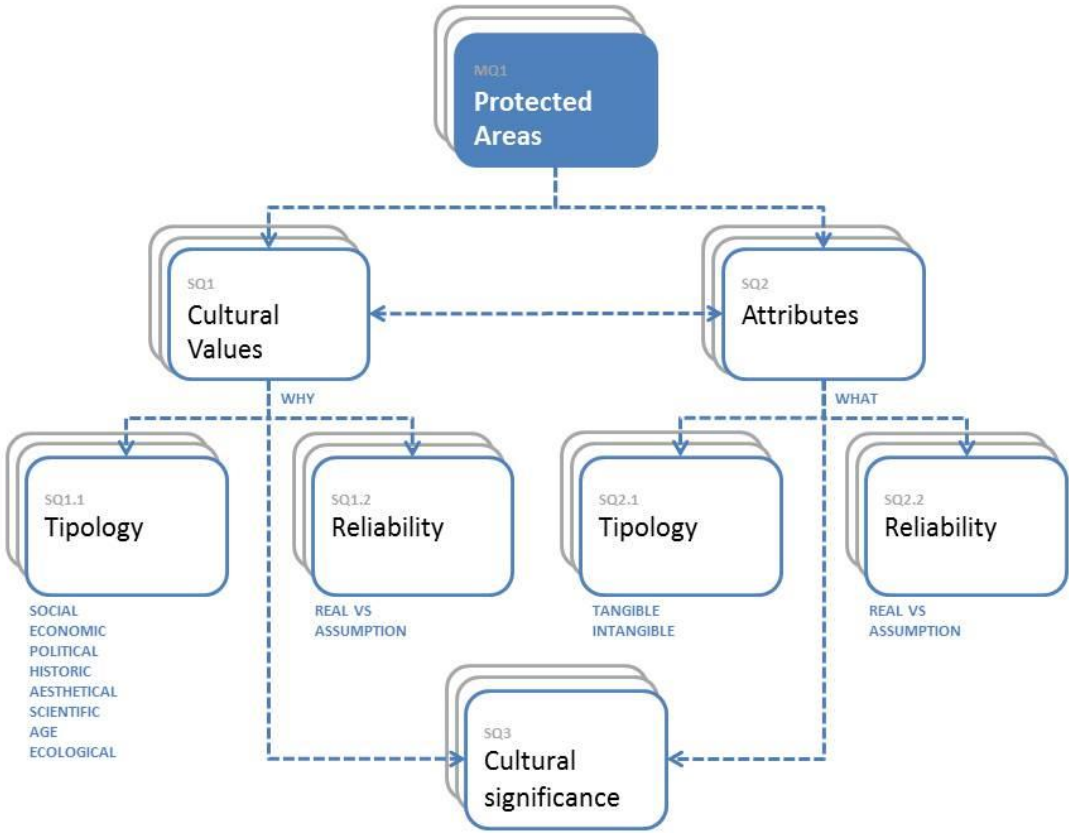 MQ1
Protected
Areas
SQ1
Cultural
Values
SQ2
Attributes
WHY
WHAT
SQ1.1
Tipology
SQ1.2
Reliability
SQ2.1
Tipology
SQ2.2
Reliability
SOCIAL
ECONOMIC
POLITICAL
HISTORIC
AESTHETICAL
SCIENTIFIC
AGE
ECOLOGICAL
REAL VS
ASSUMPTION
TANGIBLE
INTANGIBLE
REAL VS
ASSUMPTION
SQ3
Cultural
significance